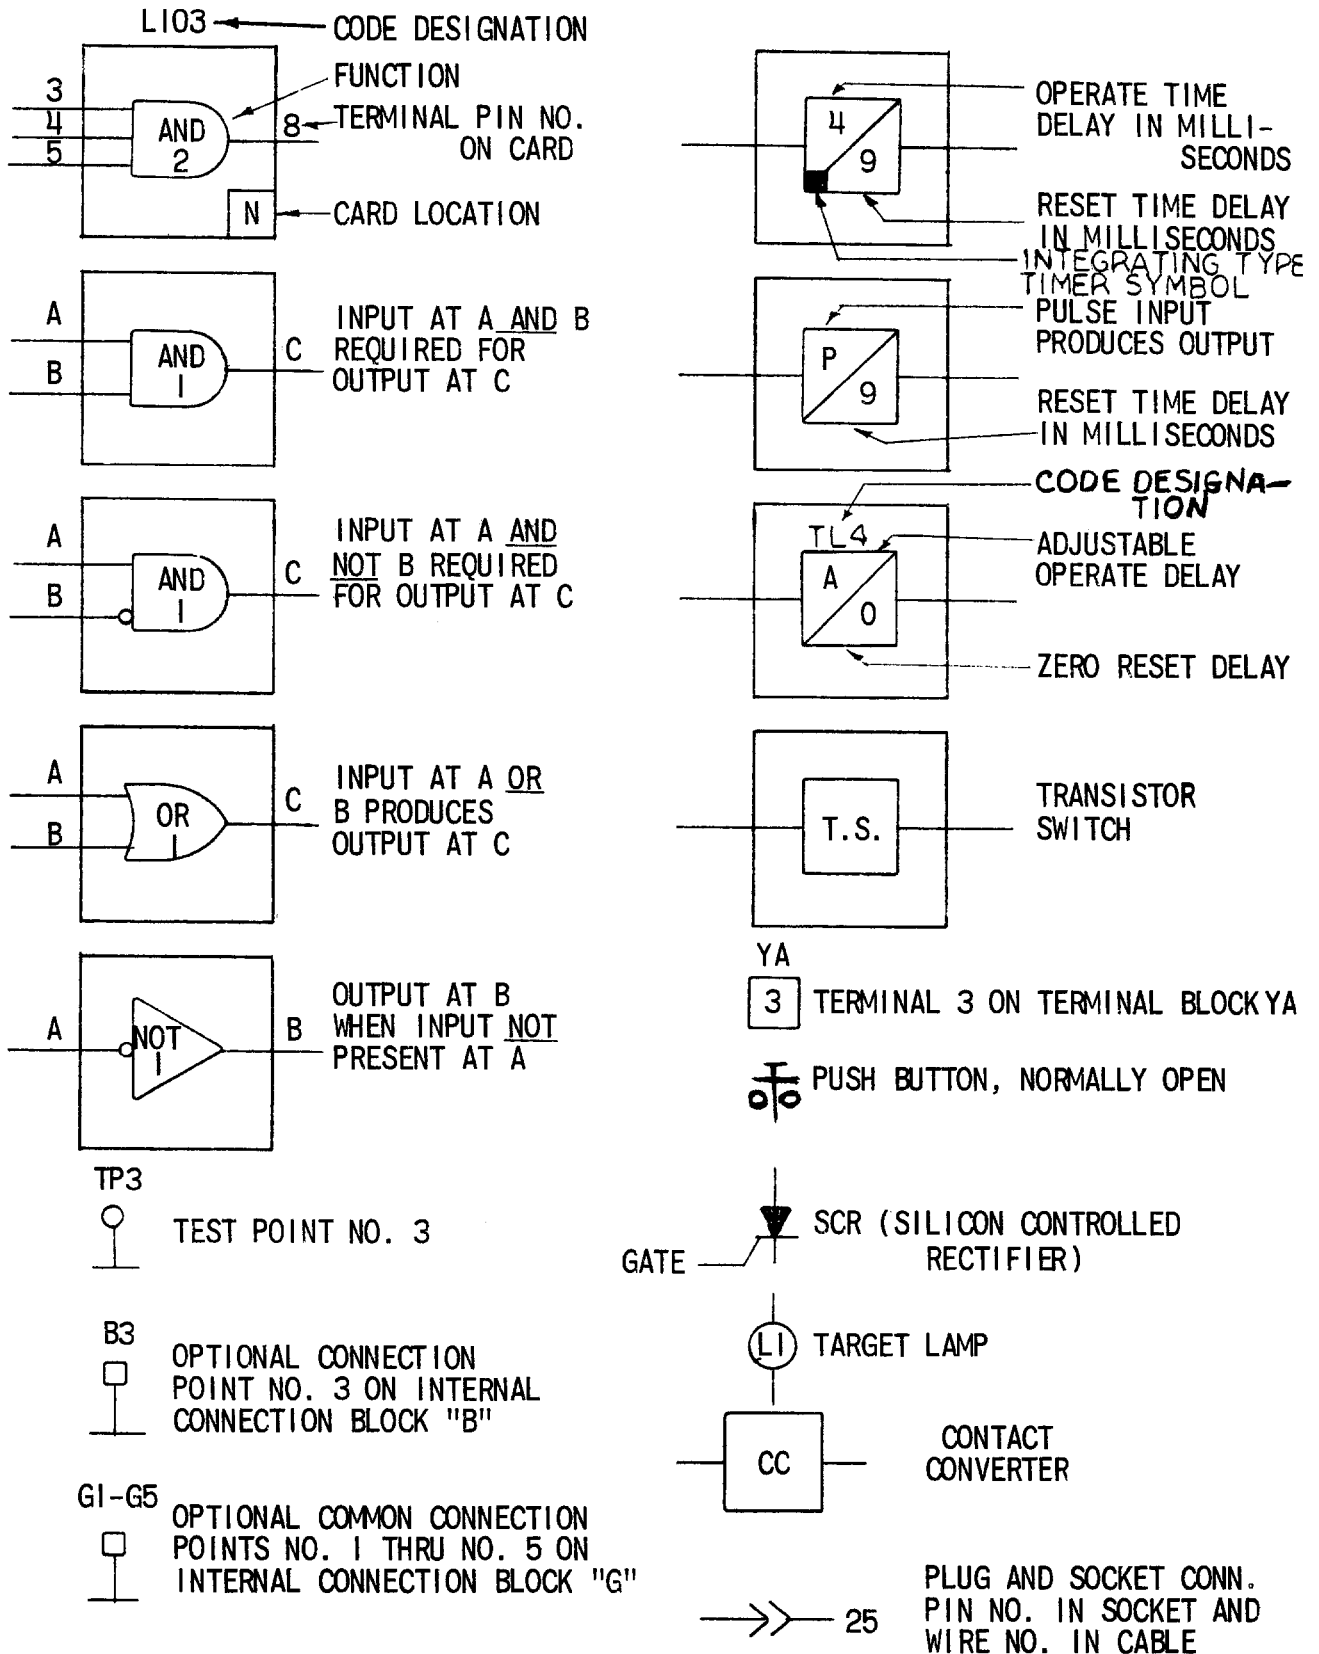 L103
CODE DESIGNATION
FUNCTION
3
4
5
AND
2
8
TERMINAL PIN NO.
ON CARD
N
CARD LOCATION
A
B
AND
1
C
INPUT AT A AND B
REQUIRED FOR
OUTPUT AT C
A
B
AND
1
C
INPUT AT A AND
NOT B REQUIRED
FOR OUTPUT AT C
A
B
OR
1
C
INPUT AT A OR
B PRODUCES
OUTPUT AT C
A
NOT
1
B
OUTPUT AT B
WHEN INPUT NOT
PRESENT AT A
TP3
TEST POINT NO. 3
B3
OPTIONAL CONNECTION
POINT NO. 3 ON INTERNAL
CONNECTION BLOCK "B"
G1-G5
OPTIONAL COMMON CONNECTION
POINTS NO. 1 THRU NO. 5 ON
INTERNAL CONNECTION BLOCK "G"
4
9
OPERATE TIME
DELAY IN MILLI-
SECONDS
RESET TIME DELAY
IN MILLISECONDS
INTEGRATING TYPE
TIMER SYMBOL
P
9
PULSE INPUT
PRODUCES OUTPUT
RESET TIME DELAY
IN MILLISECONDS
CODE DESIGNA-
TION
TL4
A
0
ADJUSTABLE
OPERATE DELAY
ZERO RESET DELAY
T.S.
TRANSISTOR
SWITCH
YA
3 TERMINAL 3 ON TERMINAL BLOCK YA
PUSH BUTTON, NORMALLY OPEN
GATE
SCR (SILICON CONTROLLED
RECTIFIER)
L1 TARGET LAMP
CC
CONTACT
CONVERTER
25
PLUG AND SOCKET CONN.
PIN NO. IN SOCKET AND
WIRE NO. IN CABLE